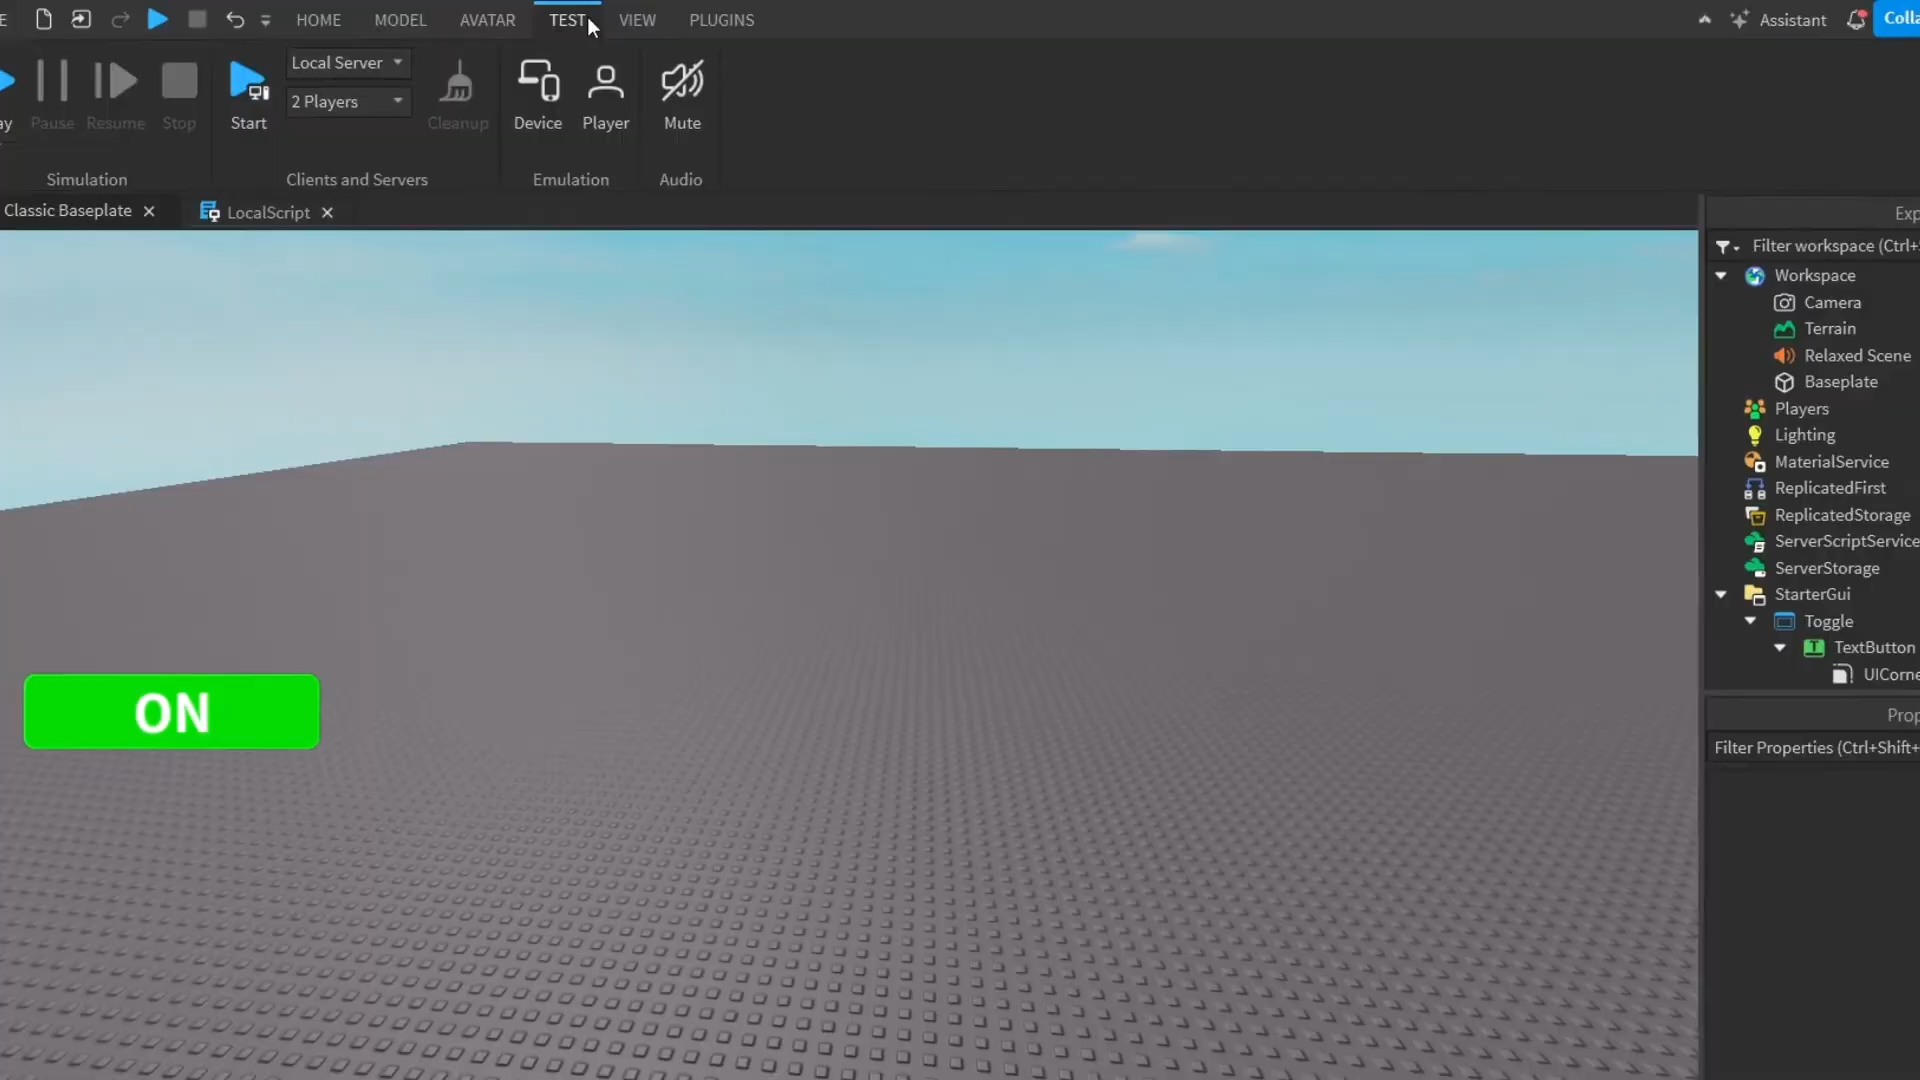 E HOME MODEL AVATAR TEST VIEW PLUGINS Assistant Colla
Local Server
2 Players
ay Pause Resume Stop Start Cleanup Device Player Mute
Simulation Clients and Servers Emulation Audio
Classic Baseplate LocalScript Exp
Filter workspace (Ctrl+S
Workspace
Camera
Terrain
Relaxed Scene
Baseplate
Players
Lighting
MaterialService
ReplicatedFirst
ReplicatedStorage
ServerScriptService
ServerStorage
StarterGui
Toggle
TextButton
UICorne
Prop
Filter Properties (Ctrl+Shift+
ON